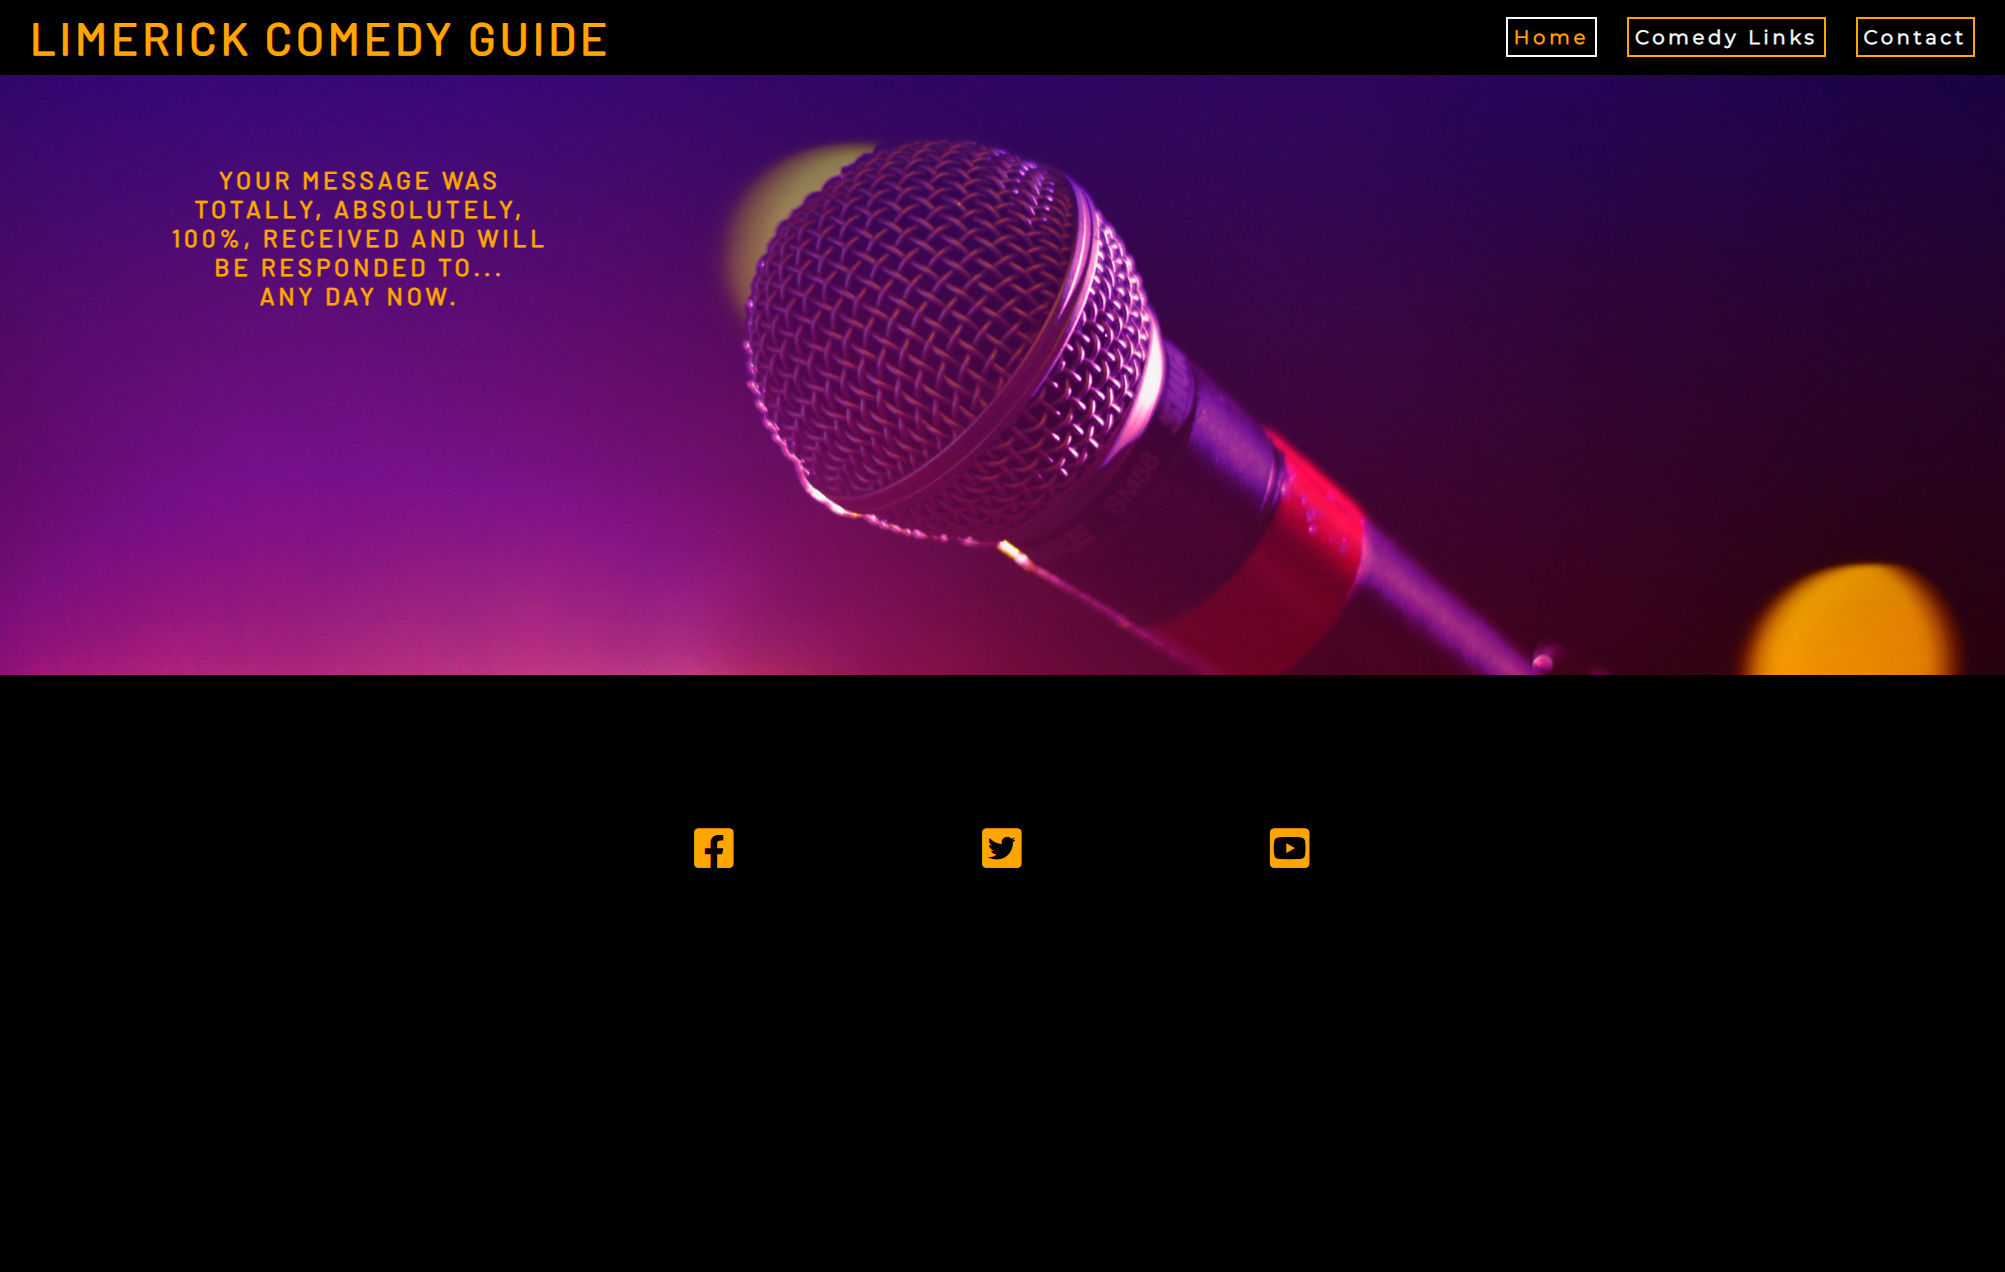 LIMERICK COMEDY GUIDE
Home
Comedy Links
Contact
YOUR MESSAGE WAS
TOTALLY, ABSOLUTELY,
100%, RECEIVED AND WILL
BE RESPONDED TO...
ANY DAY NOW.
SM58